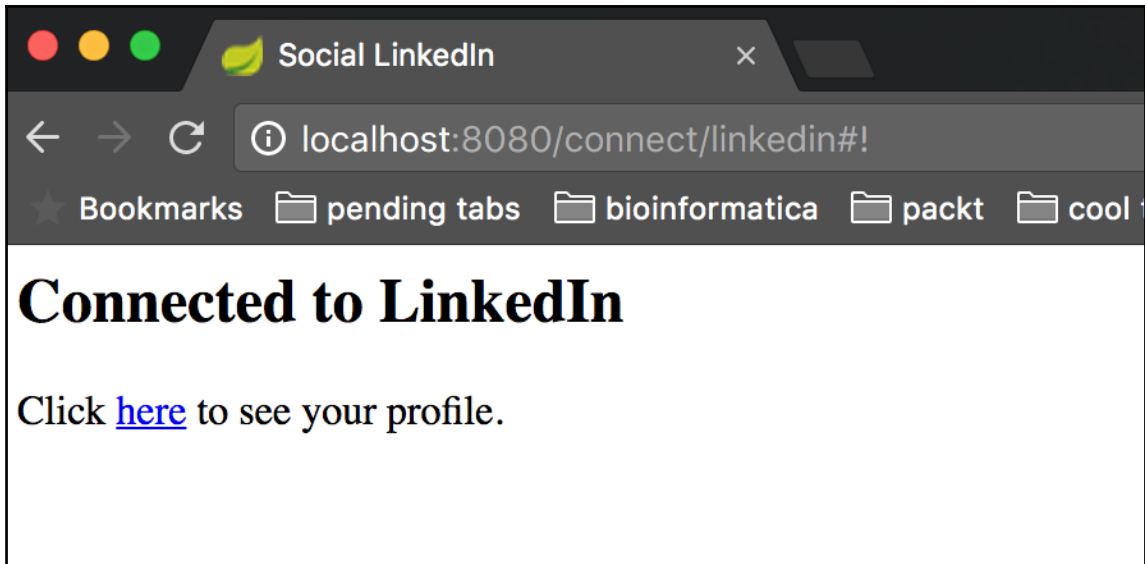 Social LinkedIn
localhost:8080/connect/linkedin#!
Bookmarks pending tabs bioinformatica packt cool
Connected to LinkedIn
Click here to see your profile.